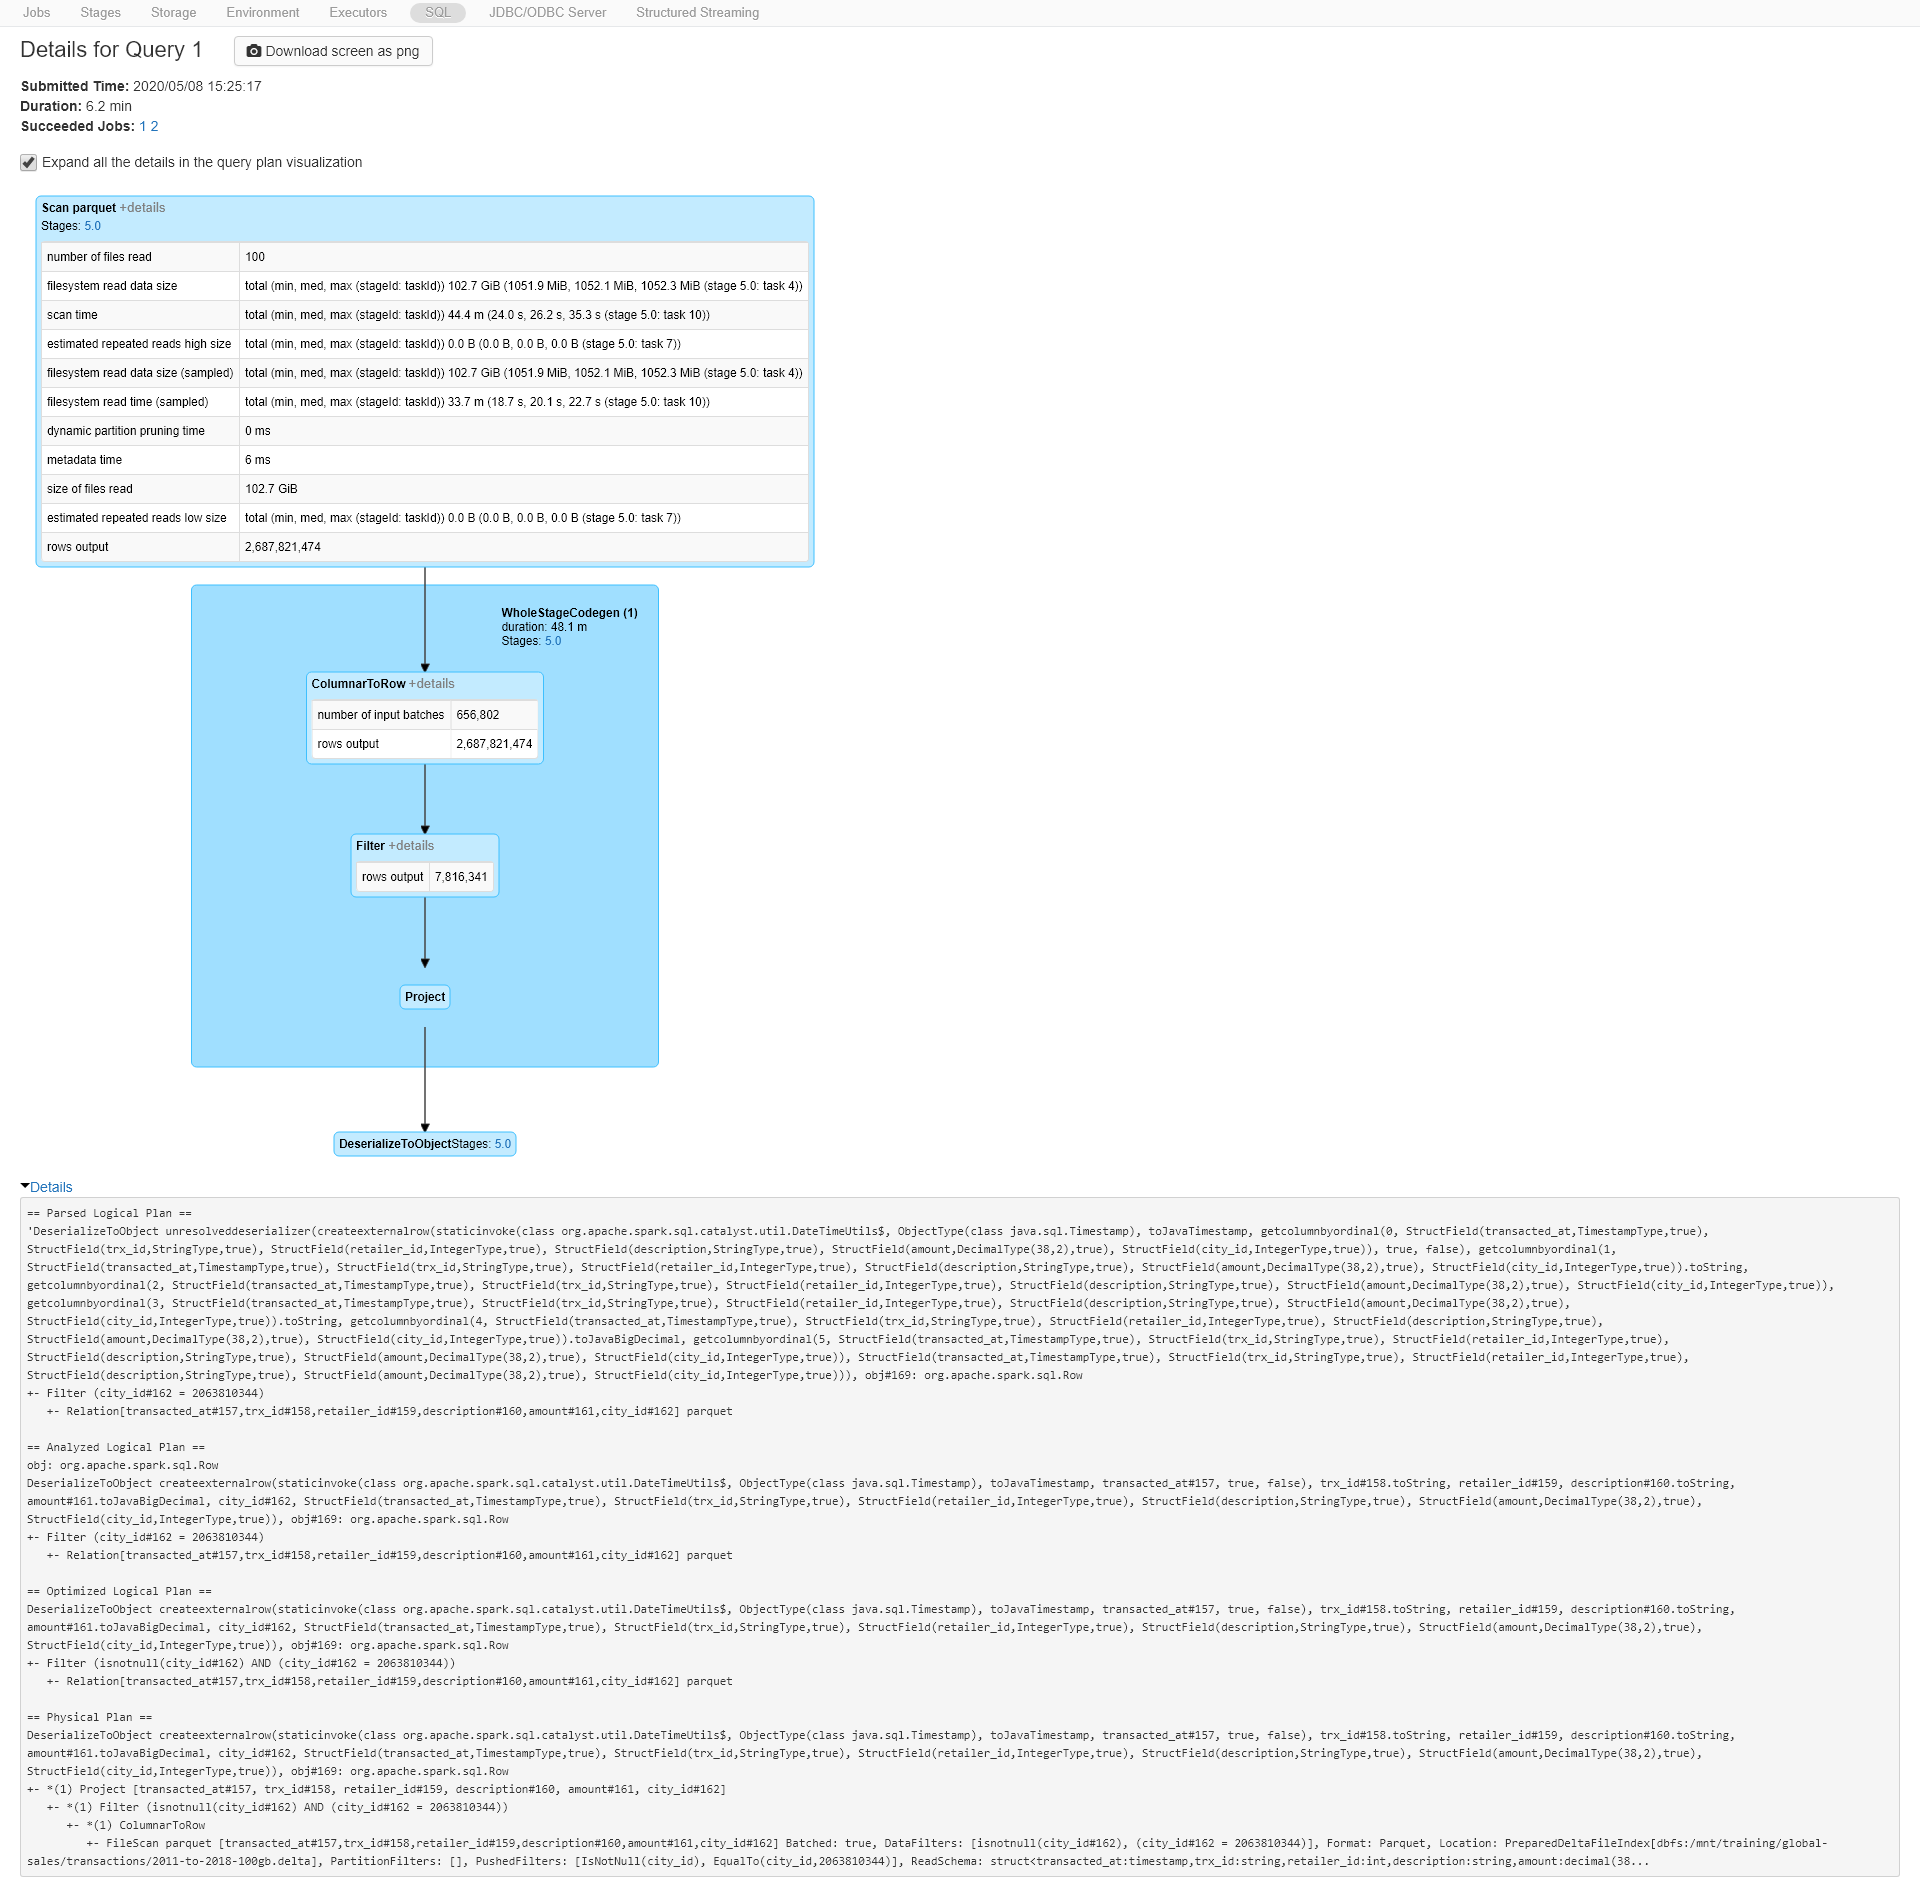 Jobs Stages Storage Environment Executors SQL JDBC/ODBC Server Structured Streaming
Details for Query 1 Download screen as png
Submitted Time: 2020/05/08 15:25:17
Duration: 6.2 min
Succeeded Jobs: 1 2
Expand all the details in the query plan visualization
Scan parquet +details
Stages: 5.0
number of files read 100
filesystem read data size total (min, med, max (stageId: taskId)) 102.7 GiB (1051.9 MiB, 1052.1 MiB, 1052.3 MiB (stage 5.0: task 4))
scan time total (min, med, max (stageId: taskId)) 44.4 m (24.0 s, 26.2 s, 35.3 s (stage 5.0: task 10))
estimated repeated reads high size total (min, med, max (stageId: taskId)) 0.0 B (0.0 B, 0.0 B, 0.0 B (stage 5.0: task 7))
filesystem read data size (sampled) total (min, med, max (stageId: taskId)) 102.7 GiB (1051.9 MiB, 1052.1 MiB, 1052.3 MiB (stage 5.0: task 4))
filesystem read time (sampled) total (min, med, max (stageId: taskId)) 33.7 m (18.7 s, 20.1 s, 22.7 s (stage 5.0: task 10))
dynamic partition pruning time 0 ms
metadata time 6 ms
size of files read 102.7 GiB
estimated repeated reads low size total (min, med, max (stageId: taskId)) 0.0 B (0.0 B, 0.0 B, 0.0 B (stage 5.0: task 7))
rows output 2,687,821,474
WholeStageCodegen (1)
duration: 48.1 m
Stages: 5.0
ColumnarToRow +details
number of input batches 656,802
rows output 2,687,821,474
Filter +details
rows output 7,816,341
Project
DeserializeToObjectStages: 5.0
Details
== Parsed Logical Plan ==
'DeserializeToObject unresolveddeserializer(createexternalrow(staticinvoke(class org.apache.spark.sql.catalyst.util.DateTimeUtils$, ObjectType(class java.sql.Timestamp), toJavaTimestamp, getcolumnbyordinal(0, StructField(transacted_at,TimestampType,true),
StructField(trx_id,StringType,true), StructField(retailer_id,IntegerType,true), StructField(description,StringType,true), StructField(amount,DecimalType(38,2),true), StructField(city_id,IntegerType,true)), true, false), getcolumnbyordinal(1,
StructField(transacted_at,TimestampType,true), StructField(trx_id,StringType,true), StructField(retailer_id,IntegerType,true), StructField(description,StringType,true), StructField(amount,DecimalType(38,2),true), StructField(city_id,IntegerType,true)).toString,
getcolumnbyordinal(2, StructField(transacted_at,TimestampType,true), StructField(trx_id,StringType,true), StructField(retailer_id,IntegerType,true), StructField(description,StringType,true), StructField(amount,DecimalType(38,2),true), StructField(city_id,IntegerType,true)),
getcolumnbyordinal(3, StructField(transacted_at,TimestampType,true), StructField(trx_id,StringType,true), StructField(retailer_id,IntegerType,true), StructField(description,StringType,true), StructField(amount,DecimalType(38,2),true),
StructField(city_id,IntegerType,true)).toString, getcolumnbyordinal(4, StructField(transacted_at,TimestampType,true), StructField(trx_id,StringType,true), StructField(retailer_id,IntegerType,true), StructField(description,StringType,true),
StructField(amount,DecimalType(38,2),true), StructField(city_id,IntegerType,true)).toJavaBigDecimal, getcolumnbyordinal(5, StructField(transacted_at,TimestampType,true), StructField(trx_id,StringType,true), StructField(retailer_id,IntegerType,true),
StructField(description,StringType,true), StructField(amount,DecimalType(38,2),true), StructField(city_id,IntegerType,true)), StructField(transacted_at,TimestampType,true), StructField(trx_id,StringType,true), StructField(retailer_id,IntegerType,true),
StructField(description,StringType,true), StructField(amount,DecimalType(38,2),true), StructField(city_id,IntegerType,true))), obj#169: org.apache.spark.sql.Row
+- Filter (city_id#162 = 2063810344)
   +- Relation[transacted_at#157,trx_id#158,retailer_id#159,description#160,amount#161,city_id#162] parquet

== Analyzed Logical Plan ==
obj: org.apache.spark.sql.Row
DeserializeToObject createexternalrow(staticinvoke(class org.apache.spark.sql.catalyst.util.DateTimeUtils$, ObjectType(class java.sql.Timestamp), toJavaTimestamp, transacted_at#157, true, false), trx_id#158.toString, retailer_id#159, description#160.toString,
amount#161.toJavaBigDecimal, city_id#162, StructField(transacted_at,TimestampType,true), StructField(trx_id,StringType,true), StructField(retailer_id,IntegerType,true), StructField(description,StringType,true), StructField(amount,DecimalType(38,2),true),
StructField(city_id,IntegerType,true)), obj#169: org.apache.spark.sql.Row
+- Filter (city_id#162 = 2063810344)
   +- Relation[transacted_at#157,trx_id#158,retailer_id#159,description#160,amount#161,city_id#162] parquet

== Optimized Logical Plan ==
DeserializeToObject createexternalrow(staticinvoke(class org.apache.spark.sql.catalyst.util.DateTimeUtils$, ObjectType(class java.sql.Timestamp), toJavaTimestamp, transacted_at#157, true, false), trx_id#158.toString, retailer_id#159, description#160.toString,
amount#161.toJavaBigDecimal, city_id#162, StructField(transacted_at,TimestampType,true), StructField(trx_id,StringType,true), StructField(retailer_id,IntegerType,true), StructField(description,StringType,true), StructField(amount,DecimalType(38,2),true),
StructField(city_id,IntegerType,true)), obj#169: org.apache.spark.sql.Row
+- Filter (isnotnull(city_id#162) AND (city_id#162 = 2063810344))
   +- Relation[transacted_at#157,trx_id#158,retailer_id#159,description#160,amount#161,city_id#162] parquet

== Physical Plan ==
DeserializeToObject createexternalrow(staticinvoke(class org.apache.spark.sql.catalyst.util.DateTimeUtils$, ObjectType(class java.sql.Timestamp), toJavaTimestamp, transacted_at#157, true, false), trx_id#158.toString, retailer_id#159, description#160.toString,
amount#161.toJavaBigDecimal, city_id#162, StructField(transacted_at,TimestampType,true), StructField(trx_id,StringType,true), StructField(retailer_id,IntegerType,true), StructField(description,StringType,true), StructField(amount,DecimalType(38,2),true),
StructField(city_id,IntegerType,true)), obj#169: org.apache.spark.sql.Row
+- *(1) Project [transacted_at#157, trx_id#158, retailer_id#159, description#160, amount#161, city_id#162]
   +- *(1) Filter (isnotnull(city_id#162) AND (city_id#162 = 2063810344))
      +- *(1) ColumnarToRow
         +- FileScan parquet [transacted_at#157,trx_id#158,retailer_id#159,description#160,amount#161,city_id#162] Batched: true, DataFilters: [isnotnull(city_id#162), (city_id#162 = 2063810344)], Format: Parquet, Location: PreparedDeltaFileIndex[dbfs:/mnt/training/global-
sales/transactions/2011-to-2018-100gb.delta], PartitionFilters: [], PushedFilters: [IsNotNull(city_id), EqualTo(city_id,2063810344)], ReadSchema: struct<transacted_at:timestamp,trx_id:string,retailer_id:int,description:string,amount:decimal(38...